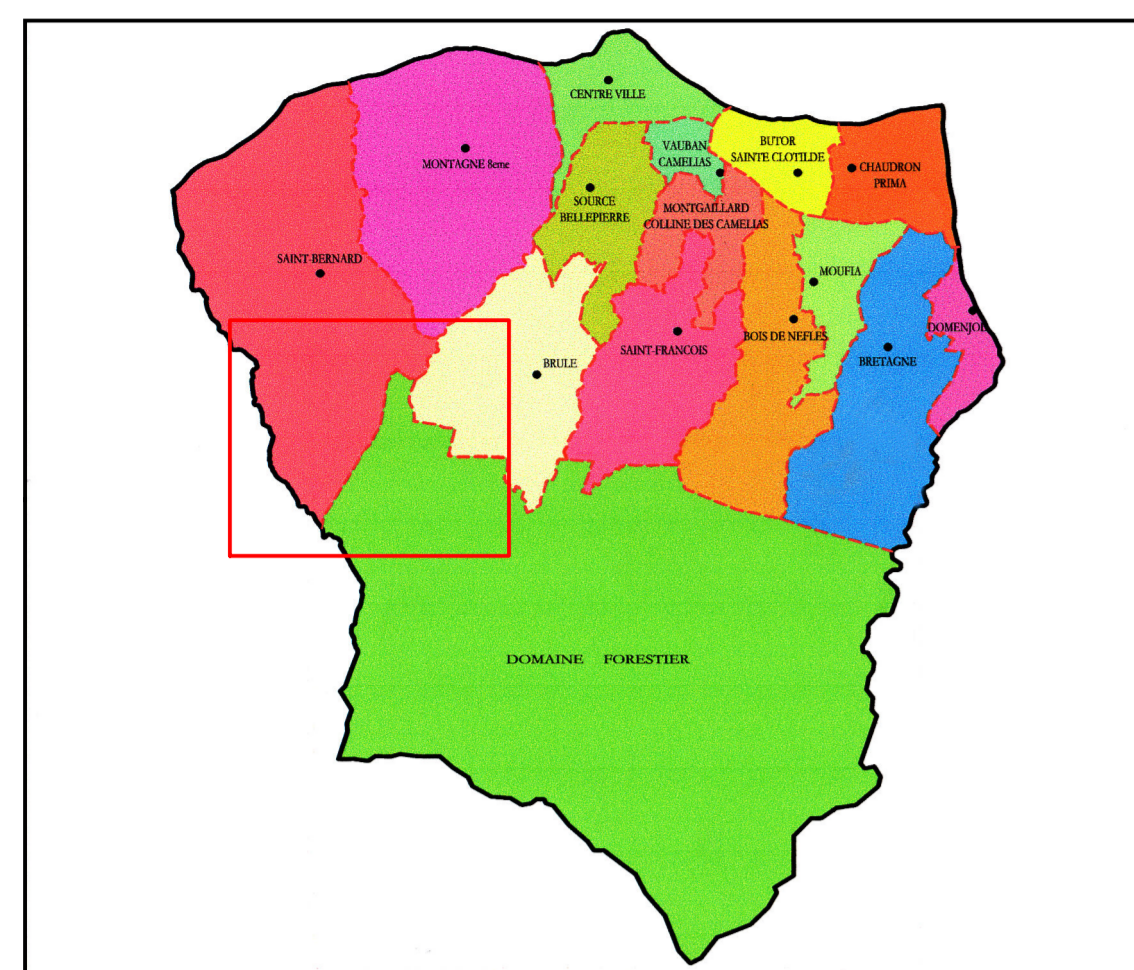 CENTRE VILLE
MONTAGNE 8eme
VAUBAN
CAMELIAS
BUTOR
SAINTE CLOTILDE
CHAUDRON
PRIMA
SOURCE
BELLEPIERRE
MONTGAILLARD
COLLINE DES CAMELIAS
SAINT-BERNARD
MOUFIA
DOMENJOD
BOIS DE NEFLES
SAINT-FRANCOIS
BRETAGNE
BRULE
DOMAINE FORESTIER